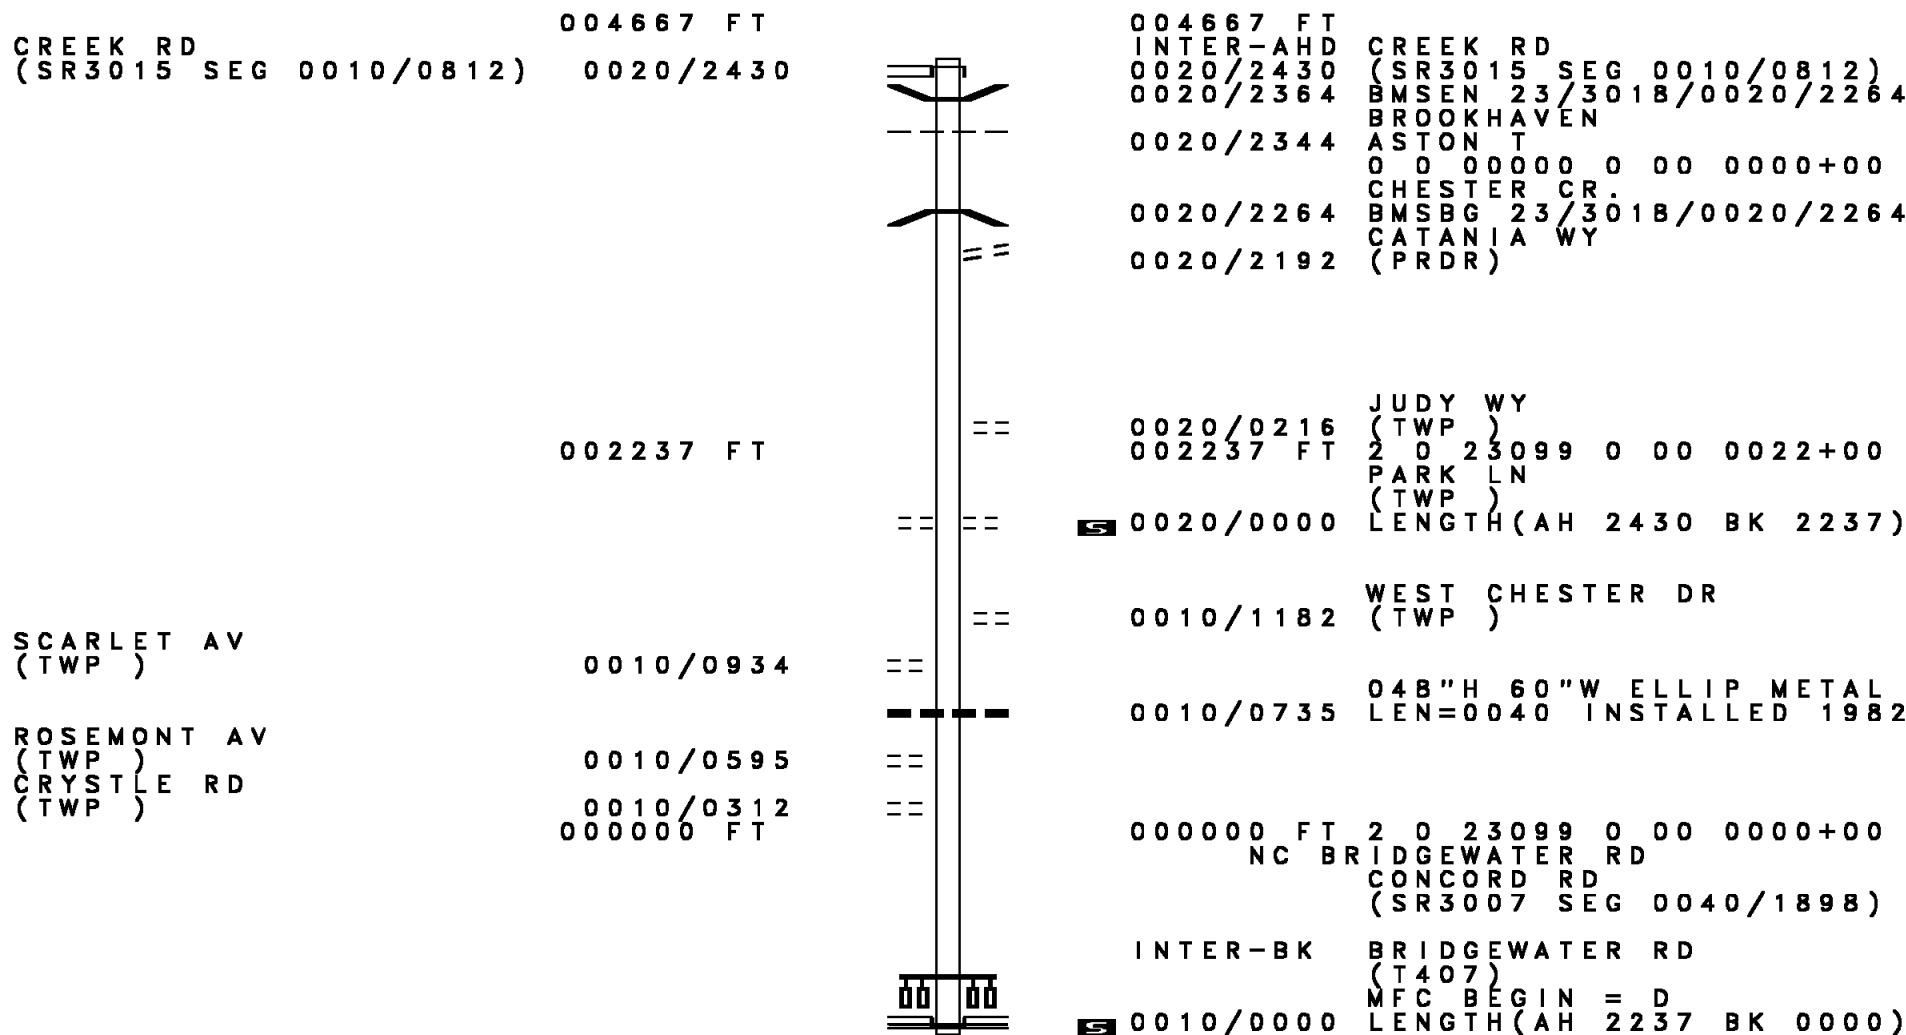 004667 FT 004667 FT
CREEK RD INTER-AHD CREEK RD
(SR3015 SEG 0010/0812) 0020/2430 0020/2430 (SR3015 SEG 0010/0812)
0020/2364 BMSEN 23/3018/0020/2264
BROOKHAVEN
0020/2344 ASTON T
0 0 00000 0 00 0000+00
CHESTER CR.
0020/2264 BMSBG 23/3018/0020/2264
CATANIA WY
0020/2192 (PRDR)
JUDY WY
0020/0216 (TWP )
002237 FT 002237 FT 2 0 23099 0 00 0022+00
PARK LN
(TWP )
S 0020/0000 LENGTH(AH 2430 BK 2237)
WEST CHESTER DR
0010/1182 (TWP )
SCARLET AV
(TWP ) 0010/0934
048"H 60"W ELLIP METAL
0010/0735 LEN=0040 INSTALLED 1982
ROSEMONT AV
(TWP ) 0010/0595
CRYSTLE RD
(TWP ) 0010/0312
000000 FT 000000 FT 2 0 23099 0 00 0000+00
NC BRIDGEWATER RD
CONCORD RD
(SR3007 SEG 0040/1898)
INTER-BK BRIDGEWATER RD
(T407)
MFC BEGIN = D
S 0010/0000 LENGTH(AH 2237 BK 0000)